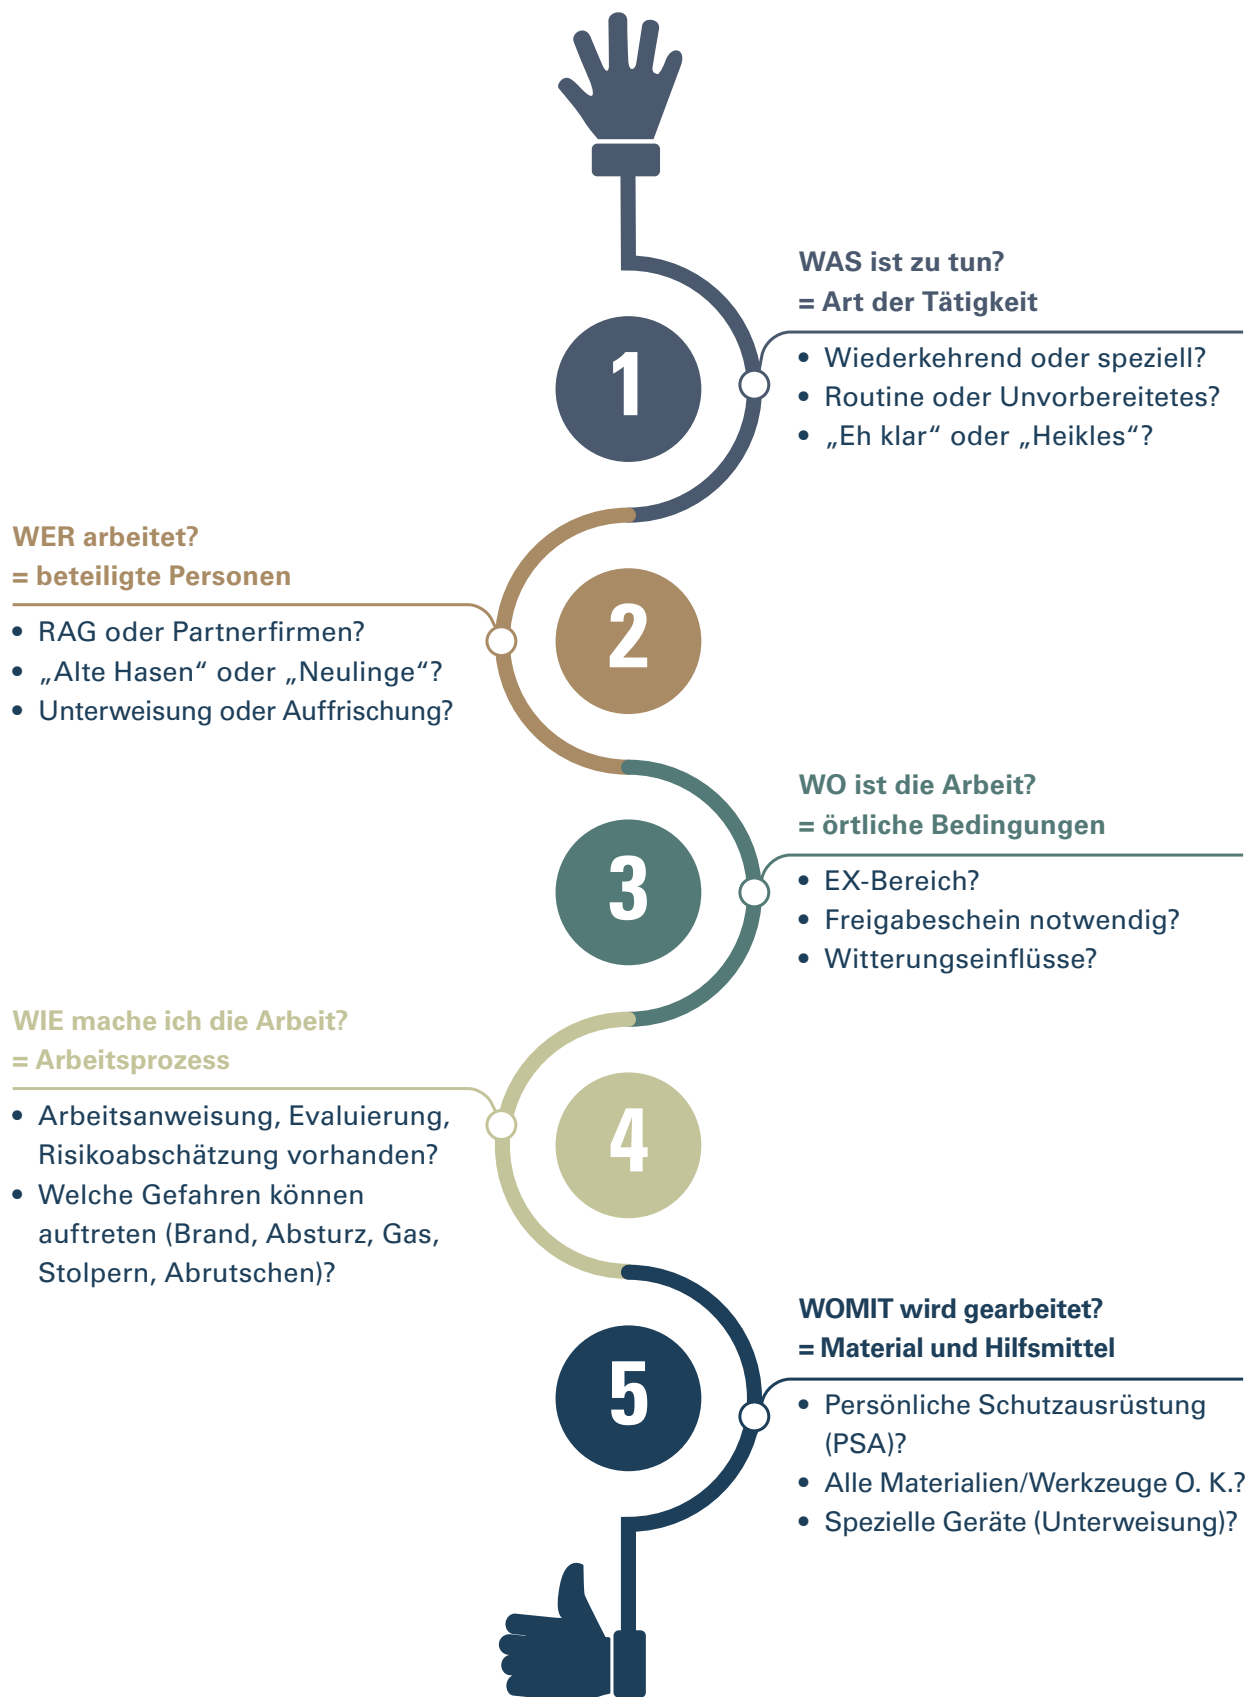 WAS ist zu tun?
= Art der Tätigkeit
1
• Wiederkehrend oder speziell?
• Routine oder Unvorbereitetes?
• „Eh klar“ oder „Heikles“?
WER arbeitet?
= beteiligte Personen
2
• RAG oder Partnerfirmen?
• „Alte Hasen“ oder „Neulinge“?
• Unterweisung oder Auffrischung?
WO ist die Arbeit?
= örtliche Bedingungen
3
• EX-Bereich?
• Freigabeschein notwendig?
• Witterungseinflüsse?
WIE mache ich die Arbeit?
= Arbeitsprozess
4
• Arbeitsanweisung, Evaluierung,
Risikoabschätzung vorhanden?
• Welche Gefahren können
auftreten (Brand, Absturz, Gas,
Stolpern, Abrutschen)?
WOMIT wird gearbeitet?
= Material und Hilfsmittel
5
• Persönliche Schutzausrüstung
(PSA)?
• Alle Materialien/Werkzeuge O. K.?
• Spezielle Geräte (Unterweisung)?